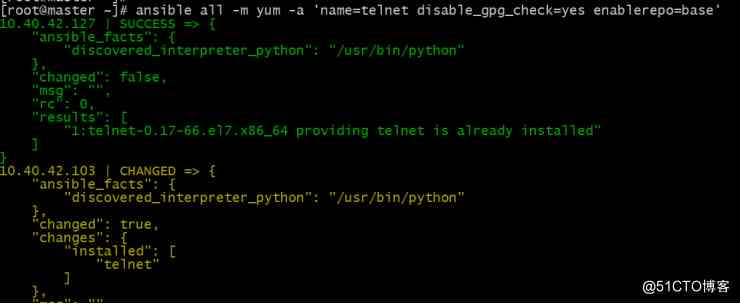 [root@master ~]# ansible all -m yum -a 'name=telnet disable_gpg_check=yes enablerepo=base'
10.40.42.127 | SUCCESS => {
    "ansible_facts": {
        "discovered_interpreter_python": "/usr/bin/python"
    },
    "changed": false,
    "msg": "",
    "rc": 0,
    "results": [
        "1:telnet-0.17-66.el7.x86_64 providing telnet is already installed"
    ]
}
10.40.42.103 | CHANGED => {
    "ansible_facts": {
        "discovered_interpreter_python": "/usr/bin/python"
    },
    "changed": true,
    "changes": {
        "installed": [
            "telnet"
        ]
    },
@51CTO博客